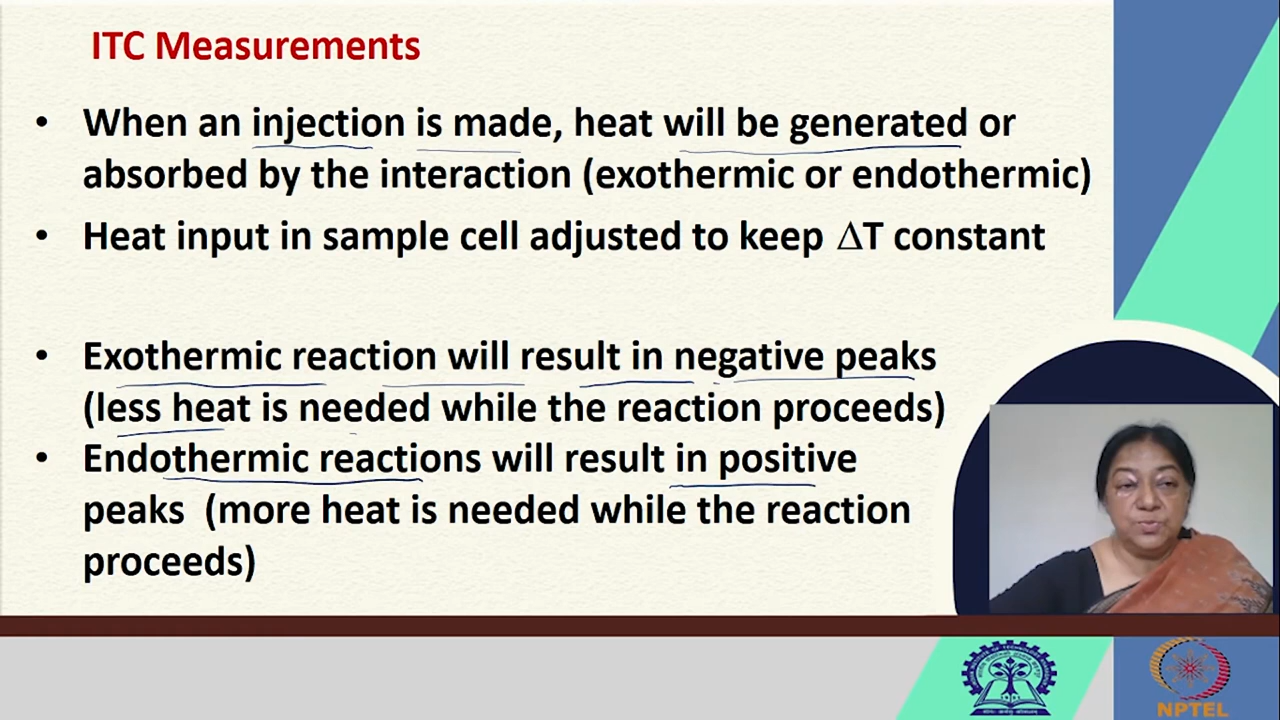 ITC Measurements
• When an injection is made, heat will be generated or
absorbed by the interaction (exothermic or endothermic)
• Heat input in sample cell adjusted to keep ΔT constant
• Exothermic reaction will result in negative peaks
(less heat is needed while the reaction proceeds)
• Endothermic reactions will result in positive
peaks (more heat is needed while the reaction
proceeds)
NPTEL